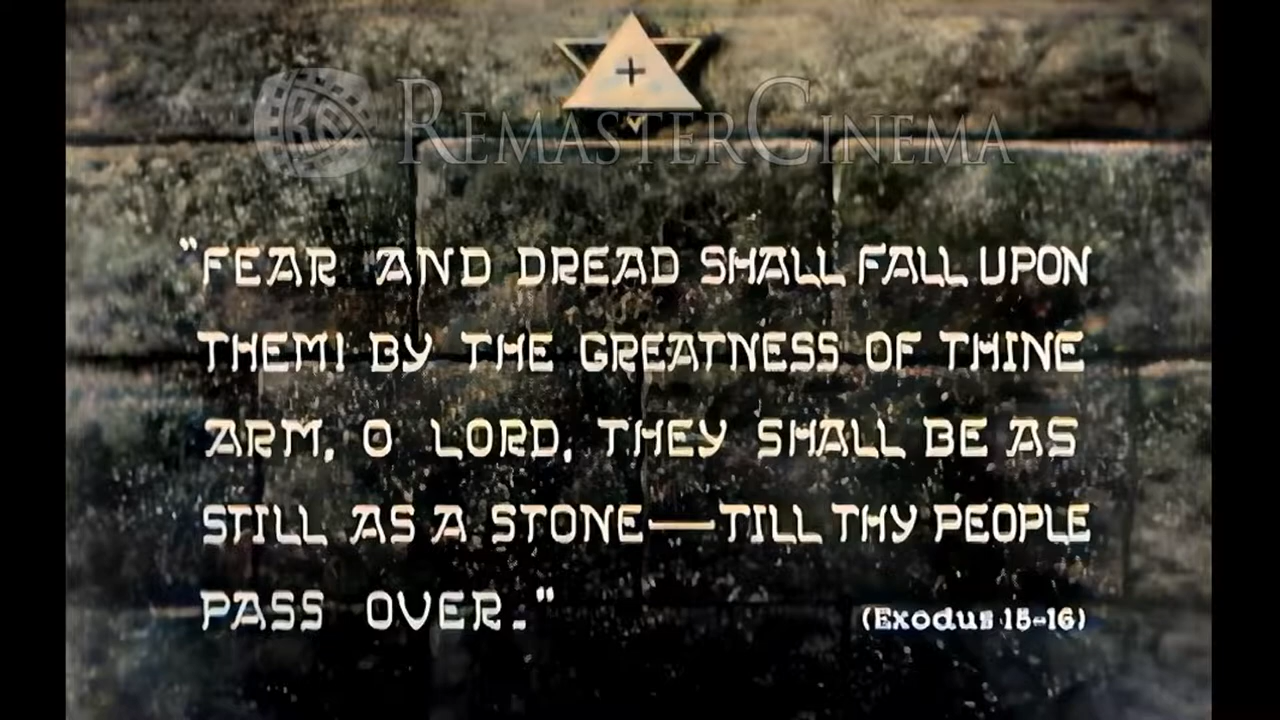 REMASTERCINEMA
"FEAR AND DREAD SHALL FALL UPON
THEM! BY THE GREATNESS OF THINE
ARM, O LORD, THEY SHALL BE AS
STILL AS A STONE—TILL THY PEOPLE
PASS OVER."
(Exodus 15-16)